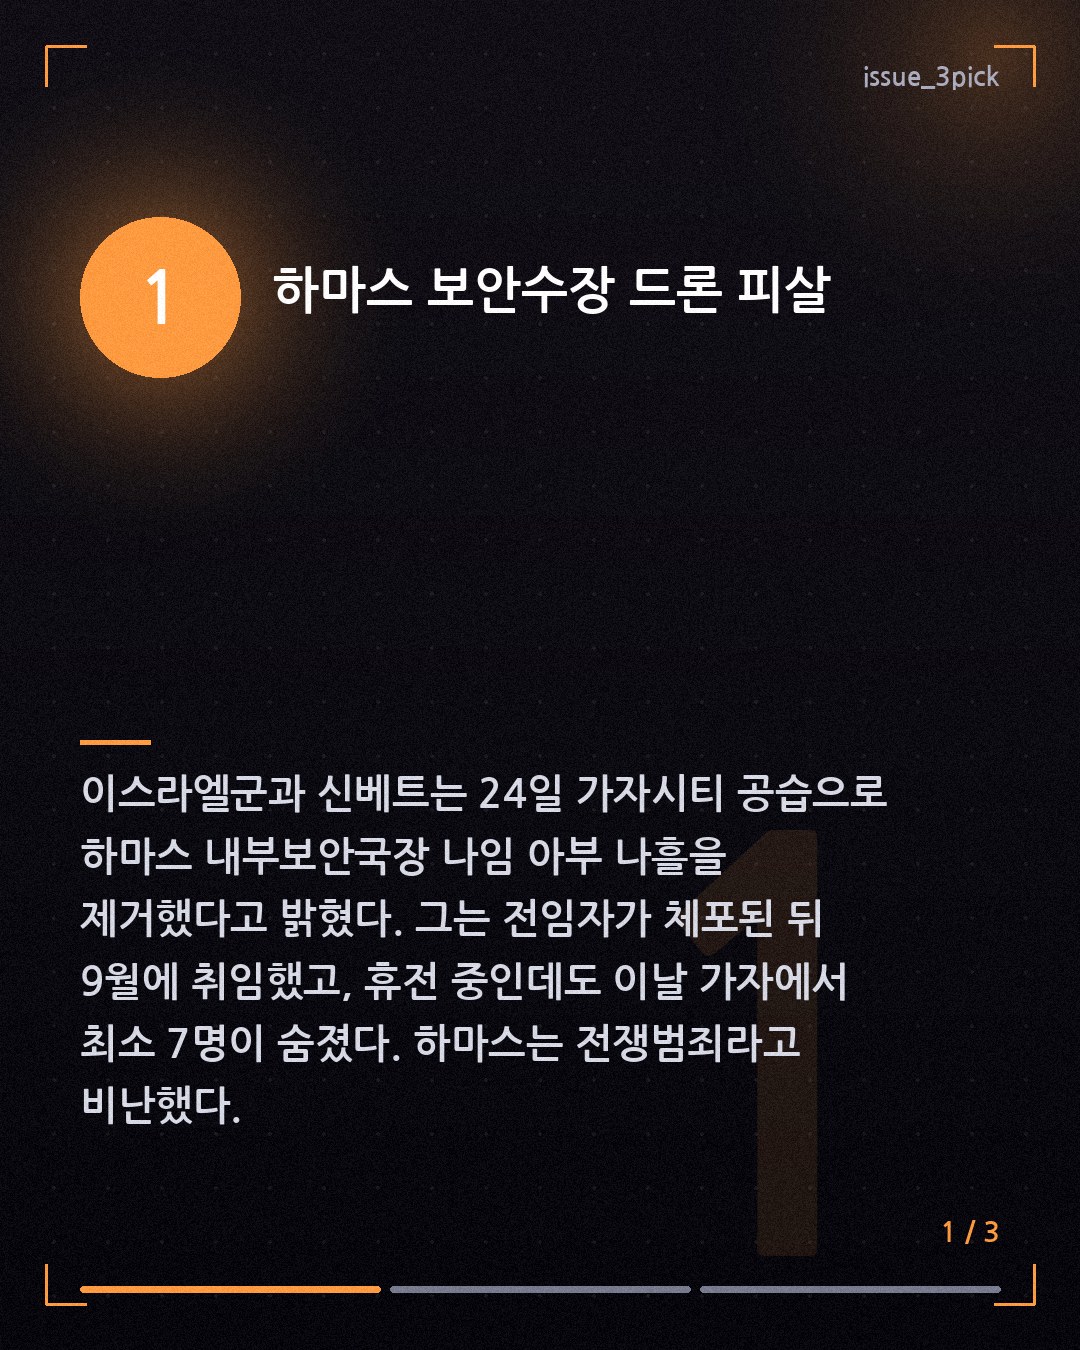 issue_3pick
1
하마스 보안수장 드론 피살
이스라엘군과 신베트는 24일 가자시티 공습으로
하마스 내부보안국장 나임 아부 나흘을
제거했다고 밝혔다. 그는 전임자가 체포된 뒤
9월에 취임했고, 휴전 중인데도 이날 가자에서
최소 7명이 숨졌다. 하마스는 전쟁범죄라고
비난했다.
1
1 / 3